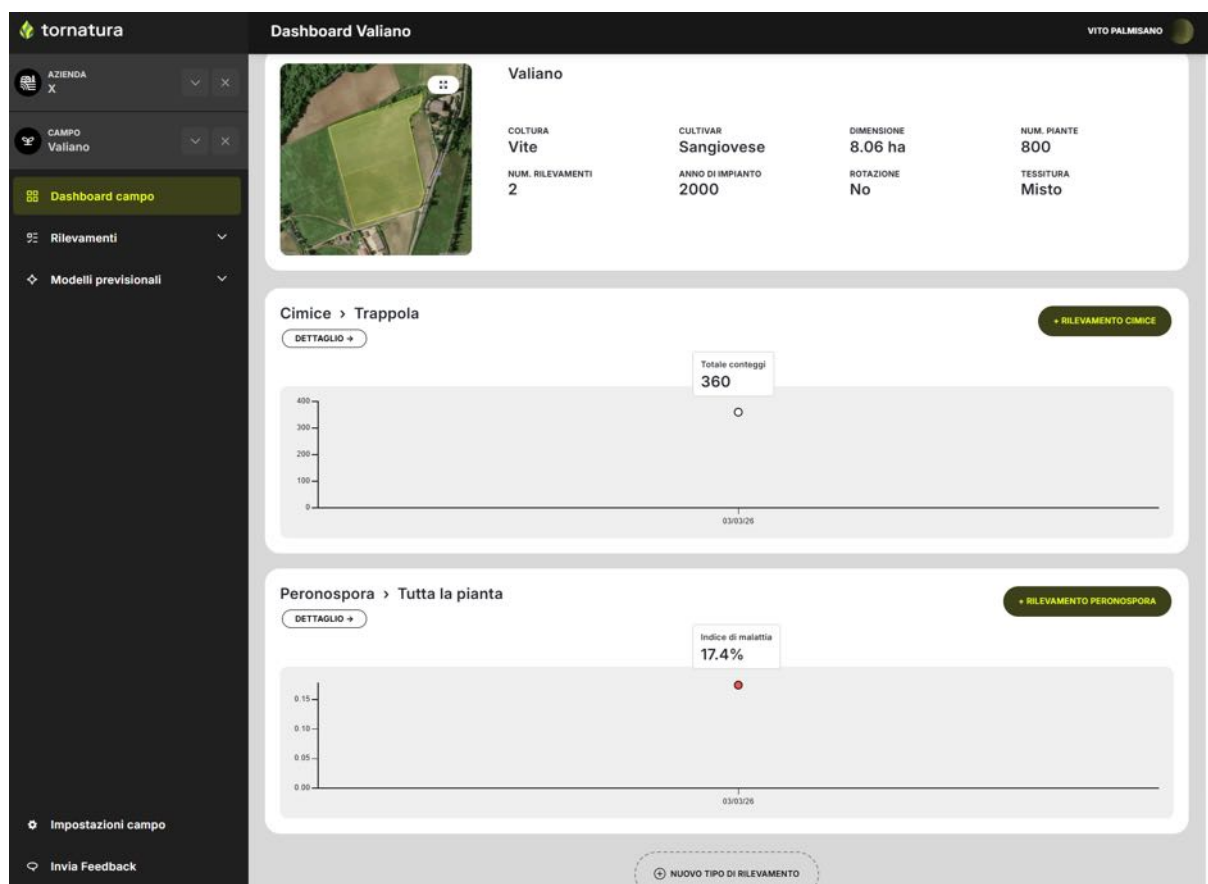 tornatura
Dashboard Valiano
VITO PALMISANO
AZIENDA
X
CAMPO
Valiano
Dashboard campo
Rilevamenti
Modelli previsionali
Impostazioni campo
Invia Feedback
Valiano
COLTURA
Vite
CULTIVAR
Sangiovese
DIMENSIONE
8.06 ha
NUM. PIANTE
800
NUM. RILEVAMENTI
2
ANNO DI IMPIANTO
2000
ROTAZIONE
No
TESSITURA
Misto
Cimice › Trappola
DETTAGLIO →
+ RILEVAMENTO CIMICE
Totale conteggi
360
400
300
200
100
0
03/03/26
Peronospora › Tutta la pianta
DETTAGLIO →
+ RILEVAMENTO PERONOSPORA
Indice di malattia
17.4%
0.15
0.10
0.05
0.00
03/03/26
NUOVO TIPO DI RILEVAMENTO